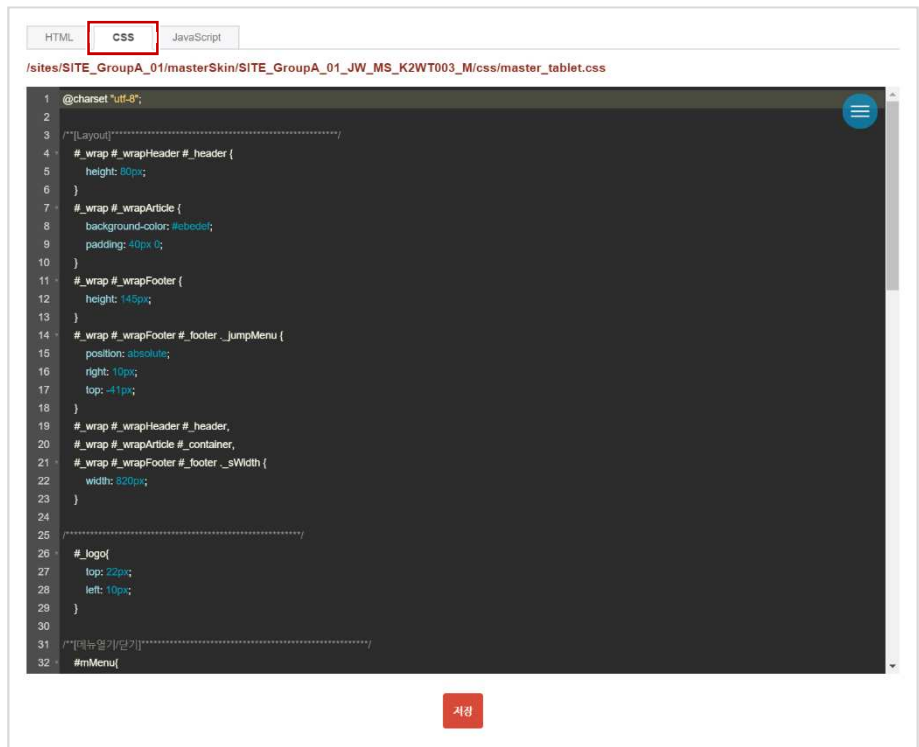 HTML CSS JavaScript
/sites/SITE_GroupA_01/masterSkin/SITE_GroupA_01_JW_MS_K2WT003_M/css/master_tablet.css
1 @charset "utf-8";
2
3 /**[Layout]********************************************************/
4 #_wrap #_wrapHeader #_header {
5 height: 80px;
6 }
7 #_wrap #_wrapArticle {
8 background-color: #ebedef;
9 padding: 40px 0;
10 }
11 #_wrap #_wrapFooter {
12 height: 145px;
13 }
14 #_wrap #_wrapFooter #_footer ._jumpMenu {
15 position: absolute;
16 right: 10px;
17 top: -41px;
18 }
19 #_wrap #_wrapHeader #_header,
20 #_wrap #_wrapArticle #_container,
21 #_wrap #_wrapFooter #_footer ._sWidth {
22 width: 820px;
23 }
24
25 /**********************************************************/
26 #_logo{
27 top: 22px;
28 left: 10px;
29 }
30
31 /**[메뉴열기/닫기]********************************************************/
32 #mMenu{
저장